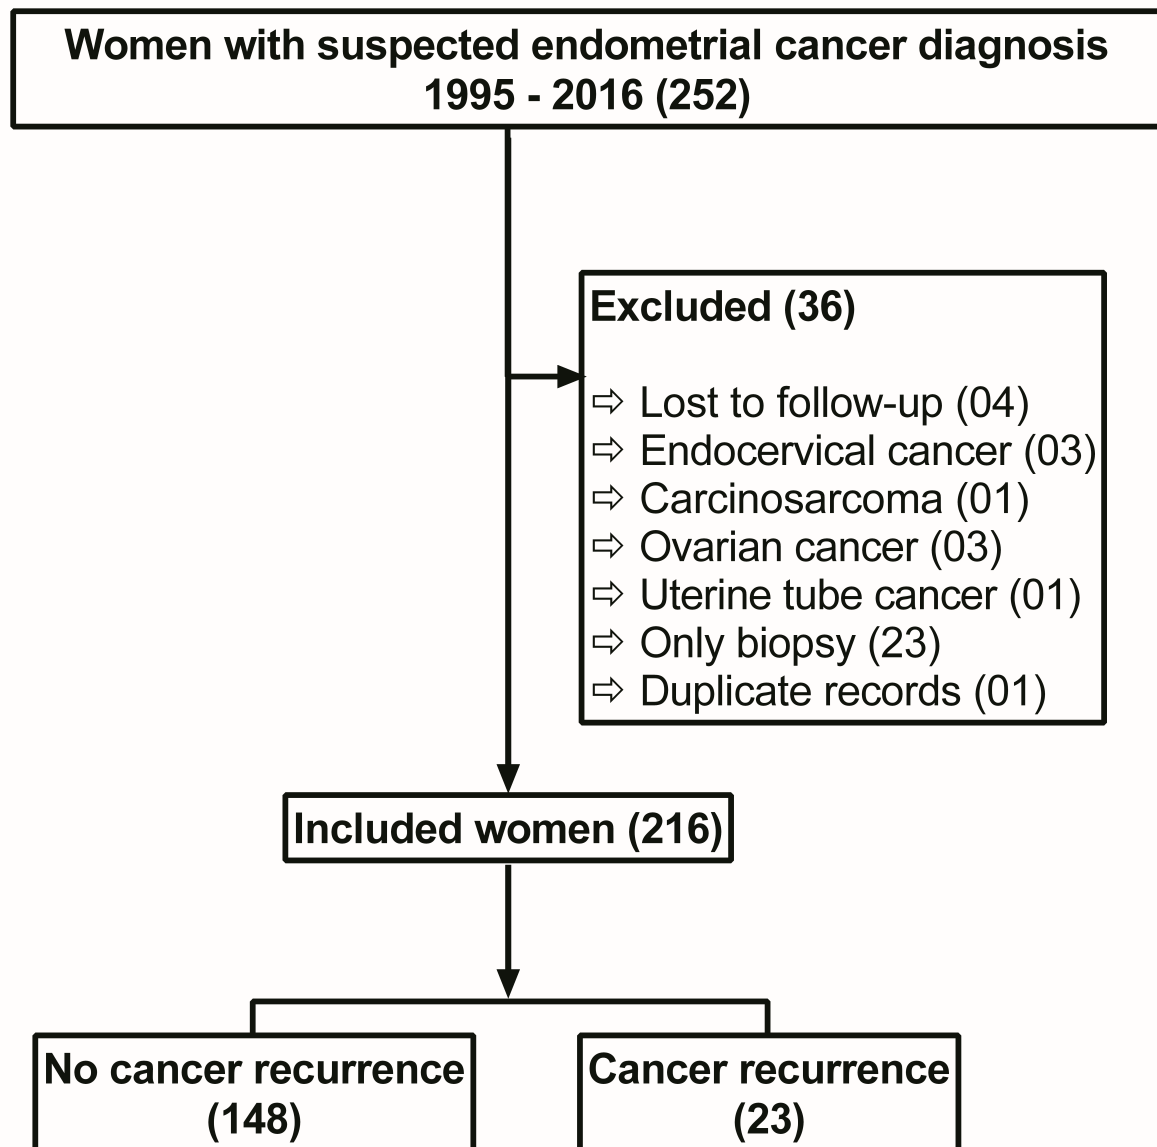 Women with suspected endometrial cancer diagnosis
1995 - 2016 (252)
Excluded (36)
⇨ Lost to follow-up (04)
⇨ Endocervical cancer (03)
⇨ Carcinosarcoma (01)
⇨ Ovarian cancer (03)
⇨ Uterine tube cancer (01)
⇨ Only biopsy (23)
⇨ Duplicate records (01)
Included women (216)
No cancer recurrence
(148)
Cancer recurrence
(23)